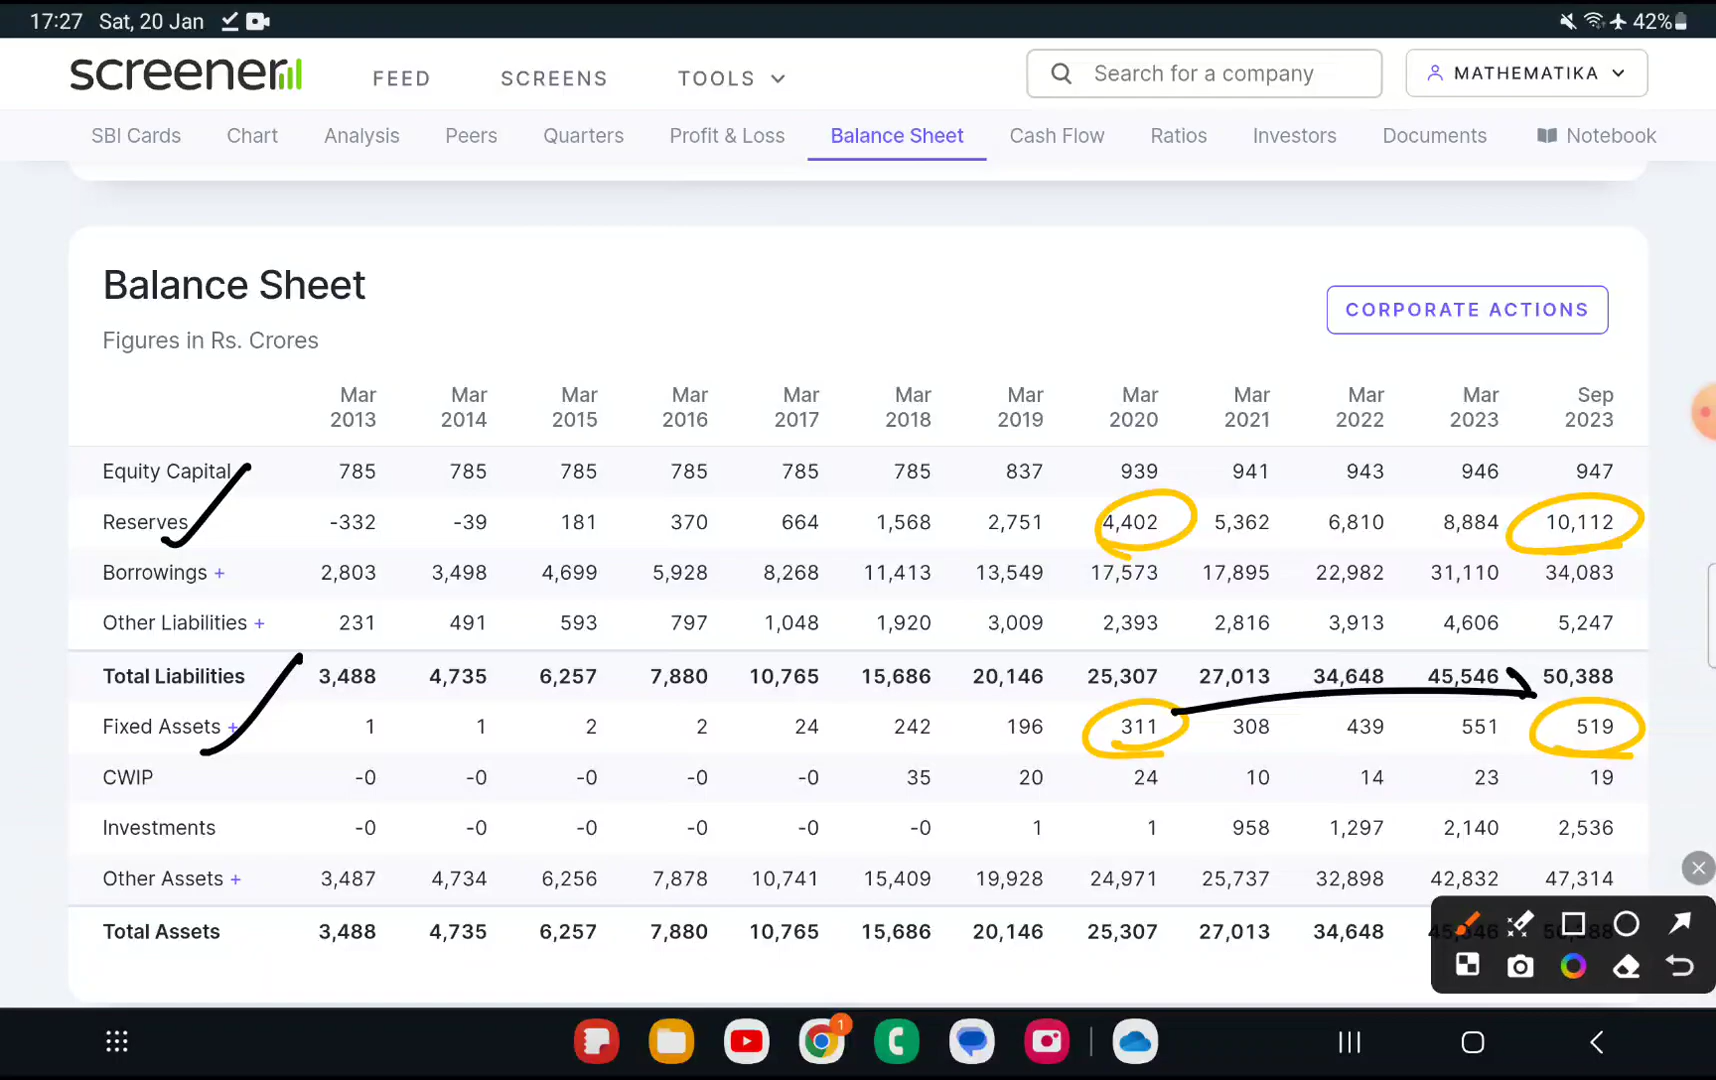 17:27 Sat, 20 Jan 42%
screener FEED SCREENS TOOLS Search for a company MATHEMATIKA
SBI Cards Chart Analysis Peers Quarters Profit & Loss Balance Sheet Cash Flow Ratios Investors Documents Notebook
Balance Sheet
CORPORATE ACTIONS
Figures in Rs. Crores
Mar 2013 Mar 2014 Mar 2015 Mar 2016 Mar 2017 Mar 2018 Mar 2019 Mar 2020 Mar 2021 Mar 2022 Mar 2023 Sep 2023
Equity Capital 785 785 785 785 785 785 837 939 941 943 946 947
Reserves -332 -39 181 370 664 1,568 2,751 4,402 5,362 6,810 8,884 10,112
Borrowings + 2,803 3,498 4,699 5,928 8,268 11,413 13,549 17,573 17,895 22,982 31,110 34,083
Other Liabilities + 231 491 593 797 1,048 1,920 3,009 2,393 2,816 3,913 4,606 5,247
Total Liabilities 3,488 4,735 6,257 7,880 10,765 15,686 20,146 25,307 27,013 34,648 45,546 50,388
Fixed Assets + 1 1 2 2 24 242 196 311 308 439 551 519
CWIP -0 -0 -0 -0 -0 35 20 24 10 14 23 19
Investments -0 -0 -0 -0 -0 -0 1 1 958 1,297 2,140 2,536
Other Assets + 3,487 4,734 6,256 7,878 10,741 15,409 19,928 24,971 25,737 32,898 42,832 47,314
Total Assets 3,488 4,735 6,257 7,880 10,765 15,686 20,146 25,307 27,013 34,648 45,546 50,388
1